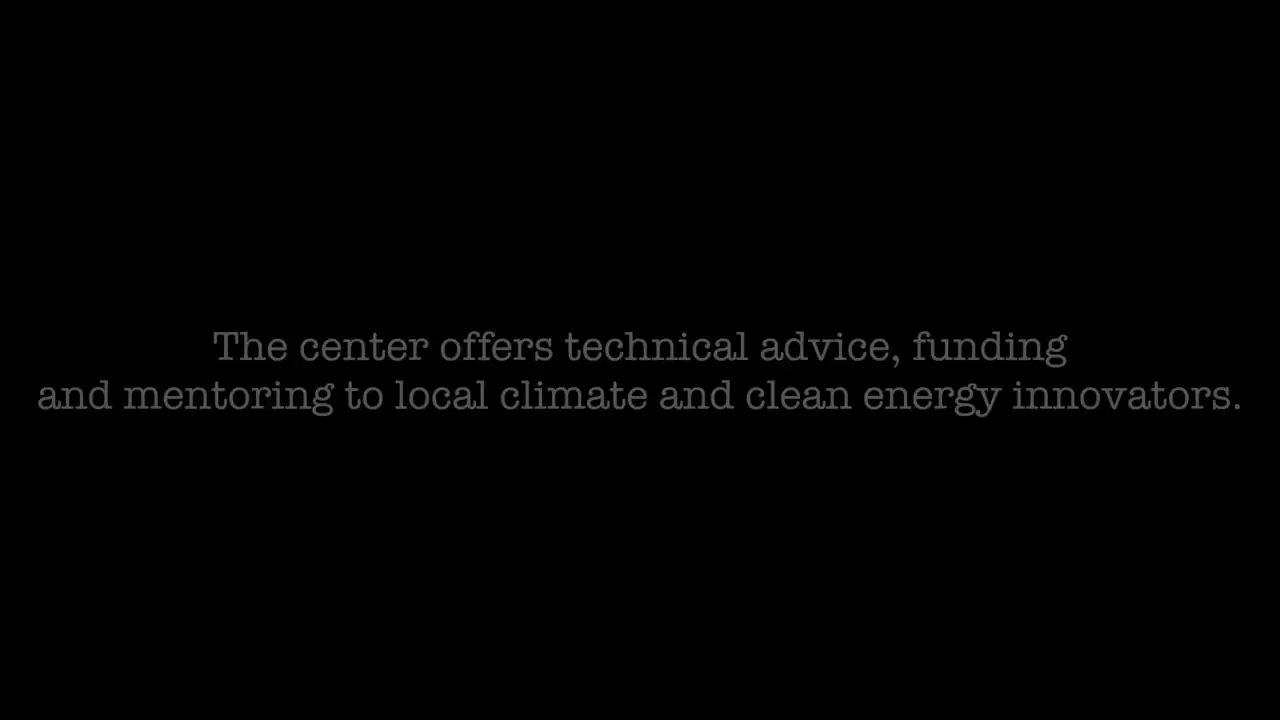 The center offers technical advice, funding
and mentoring to local climate and clean energy innovators.